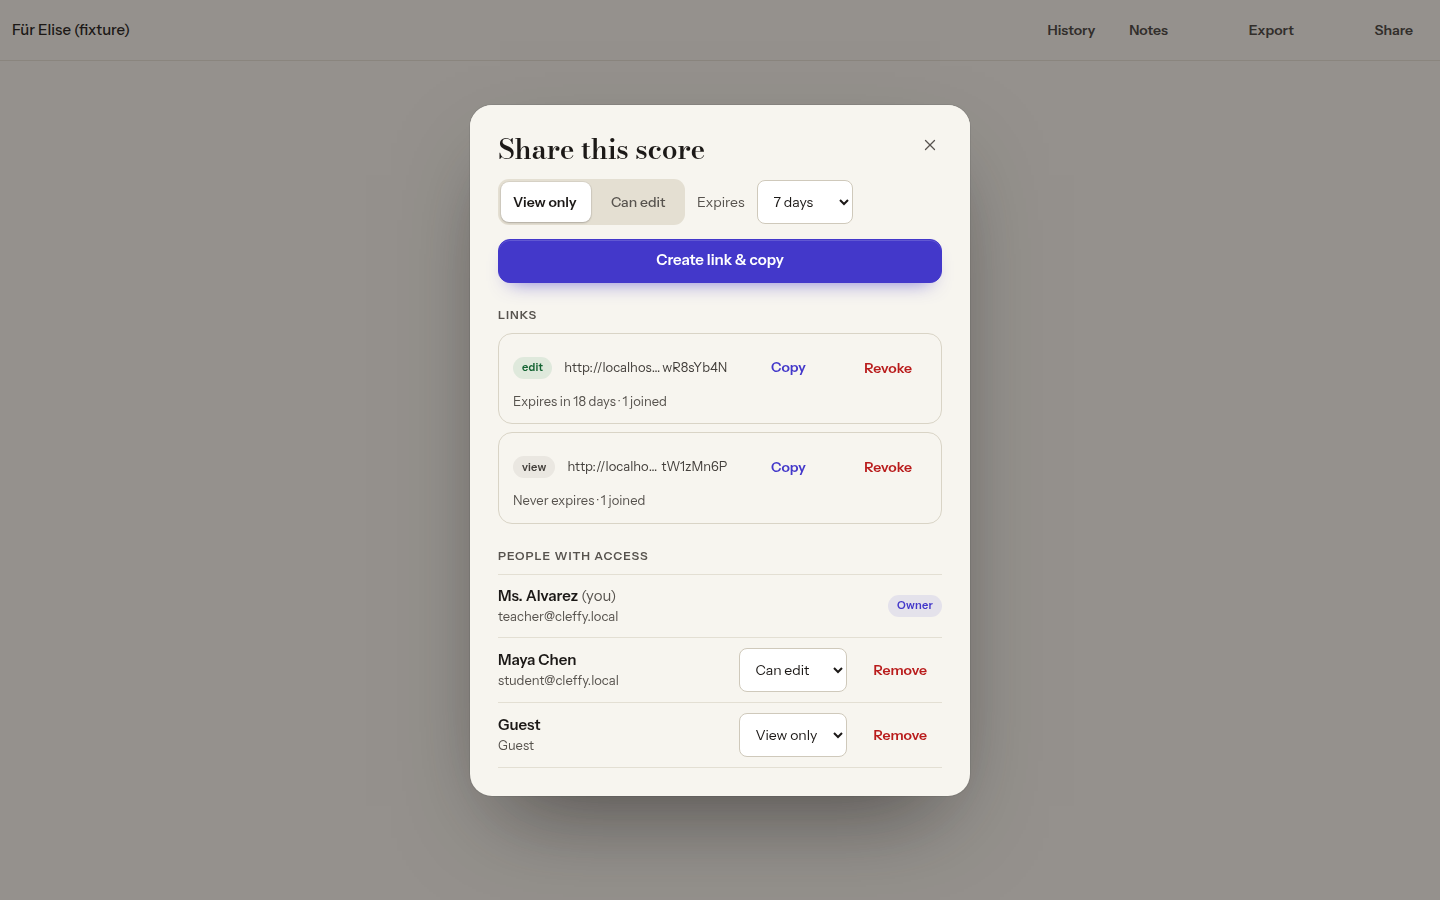 Für Elise (fixture)
History
Notes
Export
Share
Share this score
View only
Can edit
Expires
7 days
Create link & copy
LINKS
edit
http://localhos… wR8sYb4N
Copy
Revoke
Expires in 18 days · 1 joined
view
http://localho… tW1zMn6P
Copy
Revoke
Never expires · 1 joined
PEOPLE WITH ACCESS
Ms. Alvarez (you)
teacher@cleffy.local
Owner
Maya Chen
student@cleffy.local
Can edit
Remove
Guest
Guest
View only
Remove